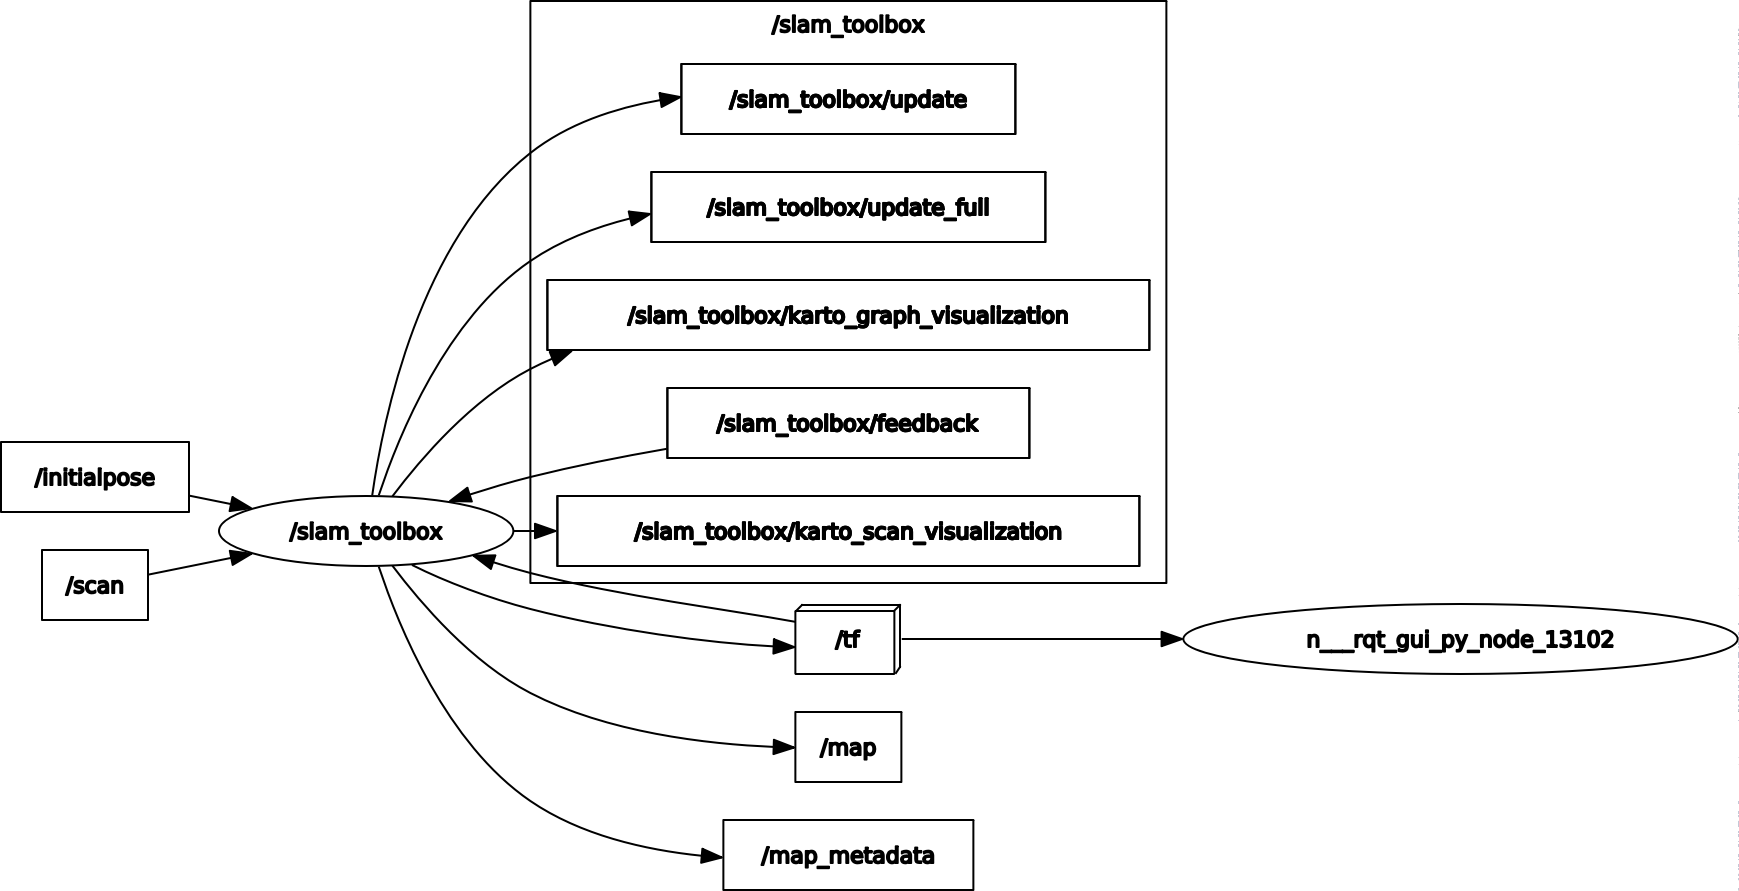 /slam_toolbox
/slam_toolbox/update
/slam_toolbox/update_full
/slam_toolbox/karto_graph_visualization
/slam_toolbox/feedback
/initialpose
/slam_toolbox
/slam_toolbox/karto_scan_visualization
/scan
/tf
n___rqt_gui_py_node_13102
/map
/map_metadata